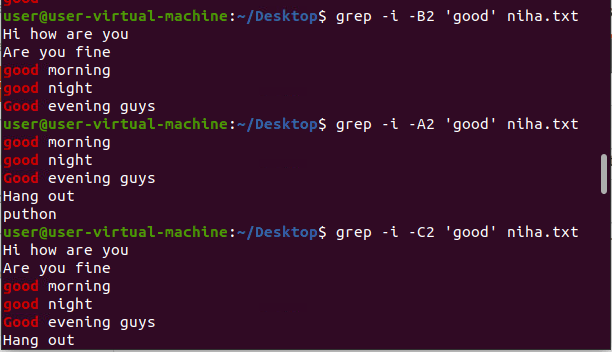 user@user-virtual-machine:~/Desktop$ grep -i -B2 'good' niha.txt
Hi how are you
Are you fine
good morning
good night
Good evening guys
user@user-virtual-machine:~/Desktop$ grep -i -A2 'good' niha.txt
good morning
good night
Good evening guys
Hang out
puthon
user@user-virtual-machine:~/Desktop$ grep -i -C2 'good' niha.txt
Hi how are you
Are you fine
good morning
good night
Good evening guys
Hang out